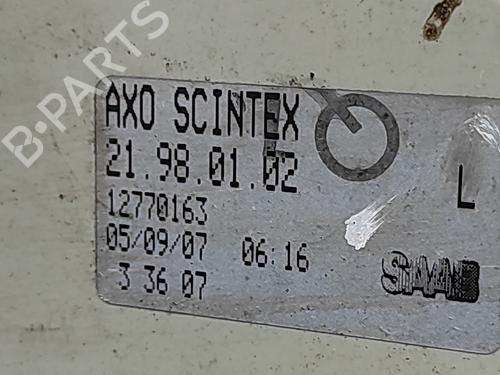 B-PARTS
AXO SCINTEX
21.98.01.02
L
12770163
05/09/07 06:16
SAAB
3 36 07